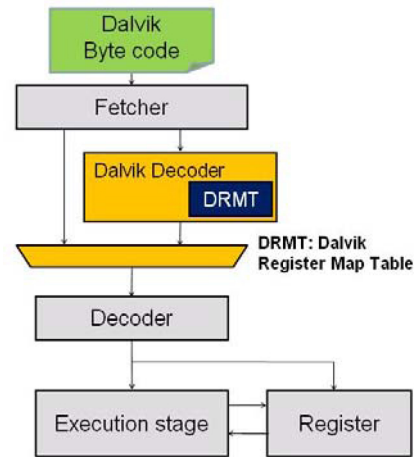 Dalvik
Byte code
Fetcher
Dalvik Decoder
DRMT
DRMT: Dalvik
Register Map Table
Decoder
Execution stage
Register